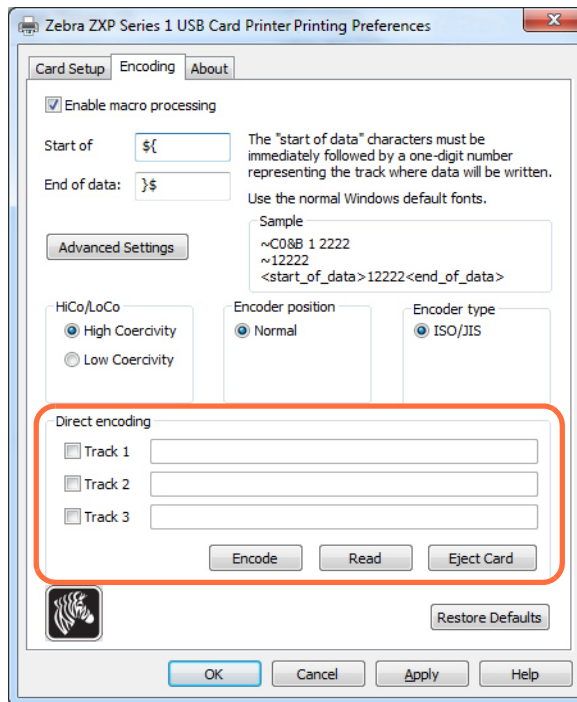 Zebra ZXP Series 1 USB Card Printer Printing Preferences
Card Setup Encoding About
Enable macro processing
Start of ${
The "start of data" characters must be
immediately followed by a one-digit number
representing the track where data will be written.
End of data: }$
Use the normal Windows default fonts.
Advanced Settings
Sample
~C0&B 1 2222
~12222
<start_of_data>12222<end_of_data>
HiCo/LoCo
High Coercivity
Low Coercivity
Encoder position
Normal
Encoder type
ISO/JIS
Direct encoding
Track 1
Track 2
Track 3
Encode Read Eject Card
Restore Defaults
OK Cancel Apply Help